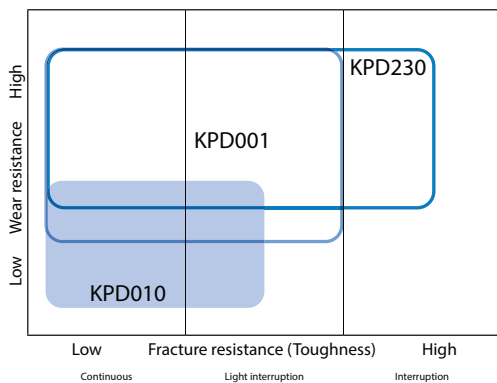 High
Wear resistance
Low
KPD230
KPD001
KPD010
Low Fracture resistance (Toughness) High
Continuous Light interruption Interruption